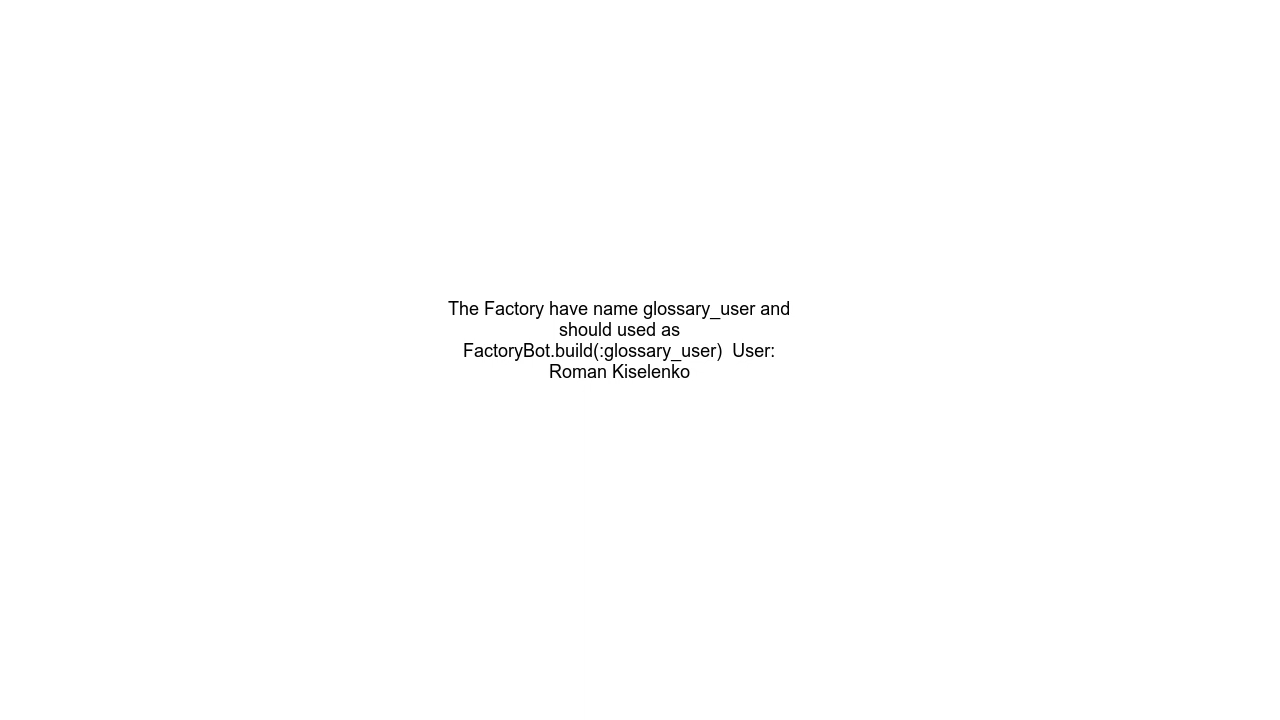 The Factory have name glossary_user and
should used as
FactoryBot.build(:glossary_user)  User:
Roman Kiselenko